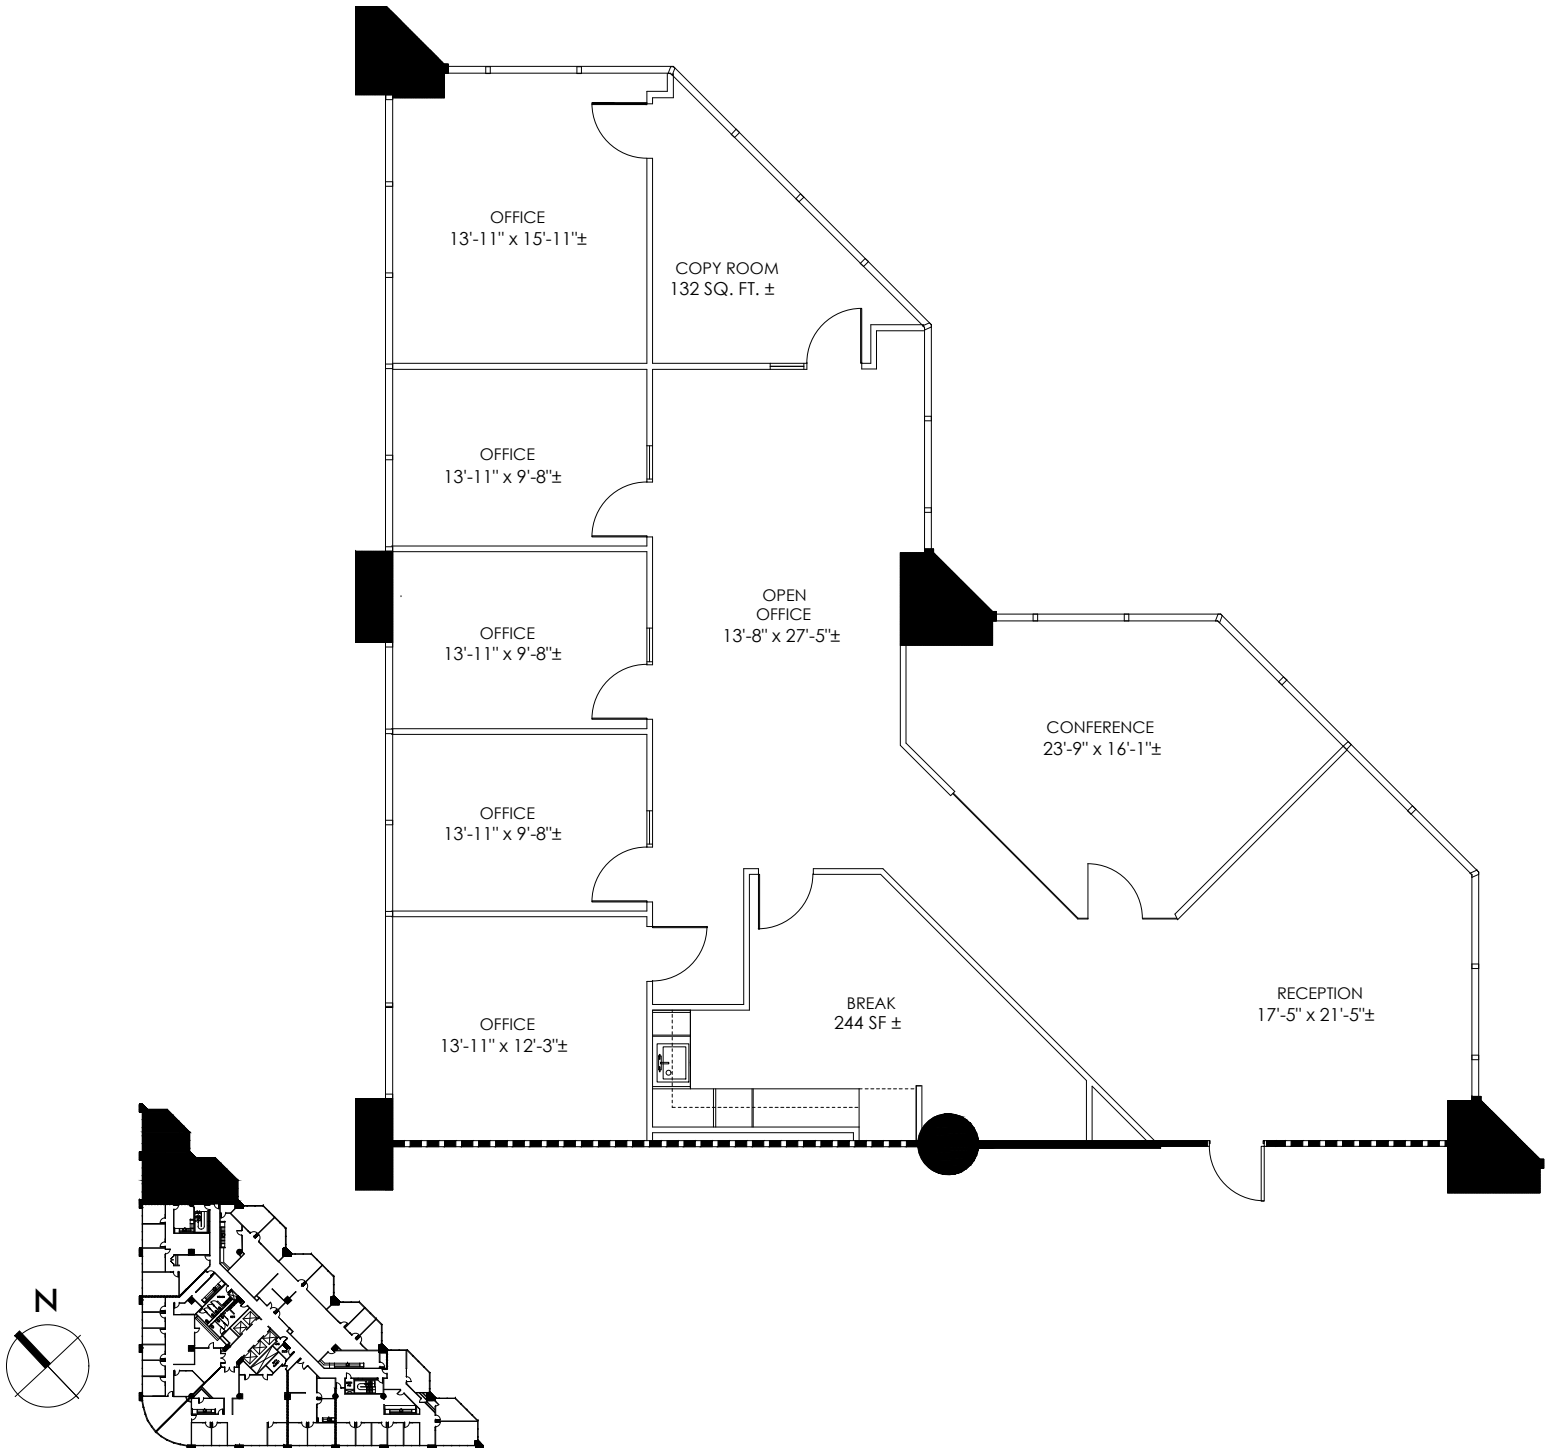 OFFICE
13'-11" x 15'-11"±
COPY ROOM
132 SQ. FT. ±
OFFICE
13'-11" x 9'-8"±
OPEN
OFFICE
13'-8" x 27'-5"±
OFFICE
13'-11" x 9'-8"±
CONFERENCE
23'-9" x 16'-1"±
OFFICE
13'-11" x 9'-8"±
RECEPTION
17'-5" x 21'-5"±
BREAK
244 SF ±
OFFICE
13'-11" x 12'-3"±
N